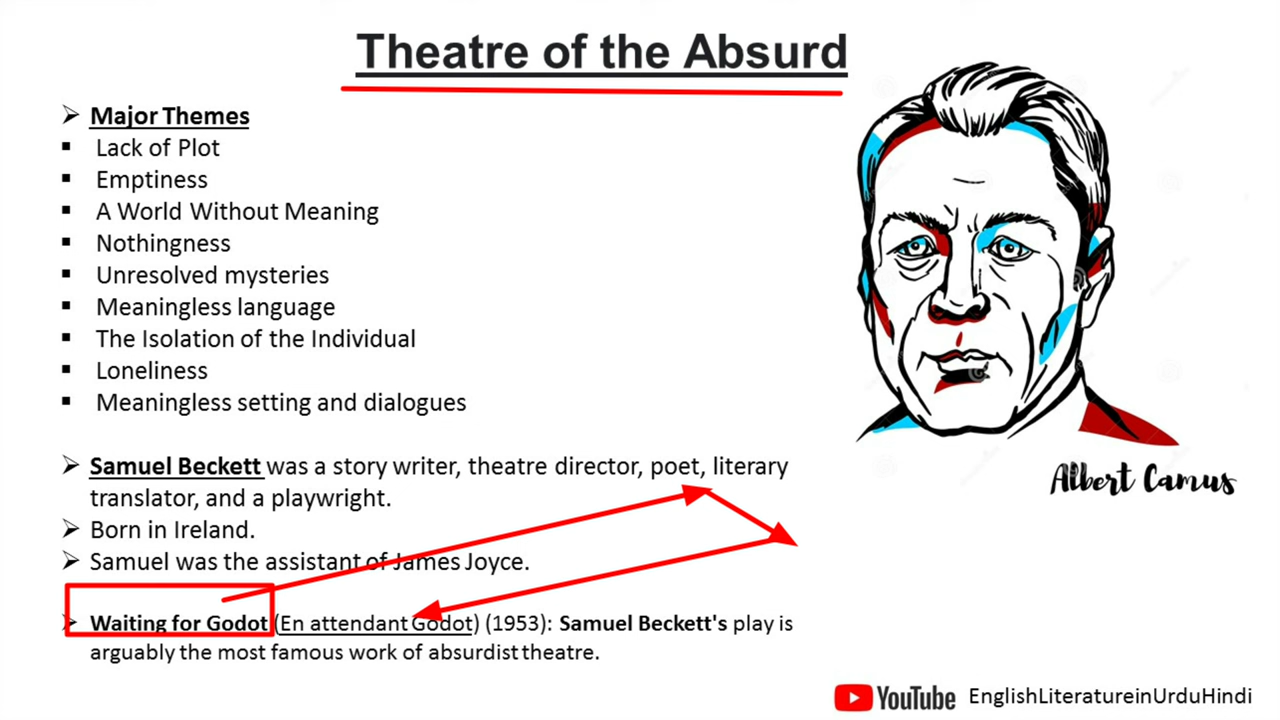 Theatre of the Absurd
Major Themes
Lack of Plot
Emptiness
A World Without Meaning
Nothingness
Unresolved mysteries
Meaningless language
The Isolation of the Individual
Loneliness
Meaningless setting and dialogues
Samuel Beckett was a story writer, theatre director, poet, literary
translator, and a playwright.
Born in Ireland.
Samuel was the assistant of James Joyce.
Waiting for Godot (En attendant Godot) (1953): Samuel Beckett's play is
arguably the most famous work of absurdist theatre.
Albert Camus
YouTube EnglishLiteratureinUrduHindi